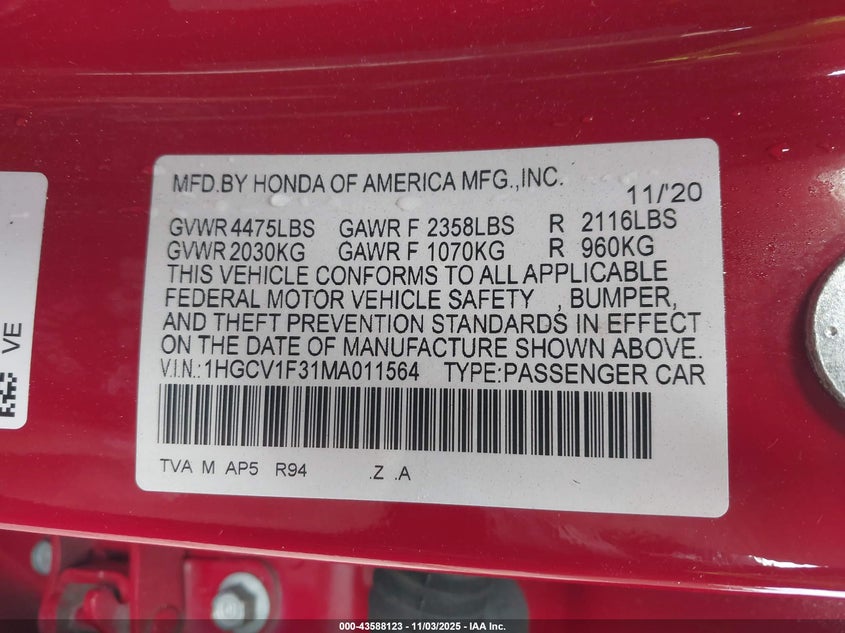 MFD.BY HONDA OF AMERICA MFG.,INC. 11/'20
GVWR 4475LBS GAWR F 2358LBS R 2116LBS
GVWR 2030KG GAWR F 1070KG R 960KG
THIS VEHICLE CONFORMS TO ALL APPLICABLE
FEDERAL MOTOR VEHICLE SAFETY , BUMPER,
AND THEFT PREVENTION STANDARDS IN EFFECT
ON THE DATE OF MANUFACTURE SHOWN ABOVE.
V.I.N.:1HGCV1F31MA011564 TYPE:PASSENGER CAR
TVA M AP5 R94 .Z .A
VE
000-43588123 - 11/03/2025 - IAA Inc.